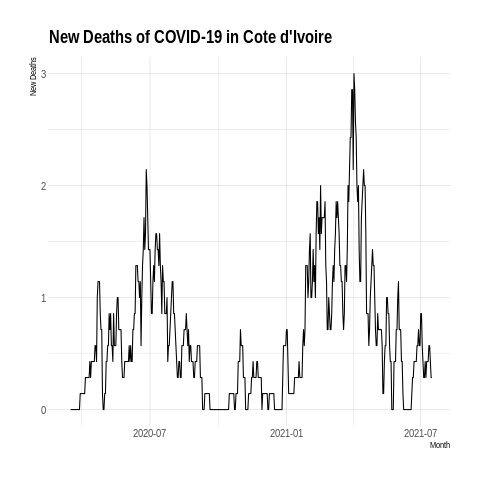 New Deaths of COVID-19 in Cote d'Ivoire
New Deaths
3
2
1
0
2020-07
2021-01
2021-07
Month